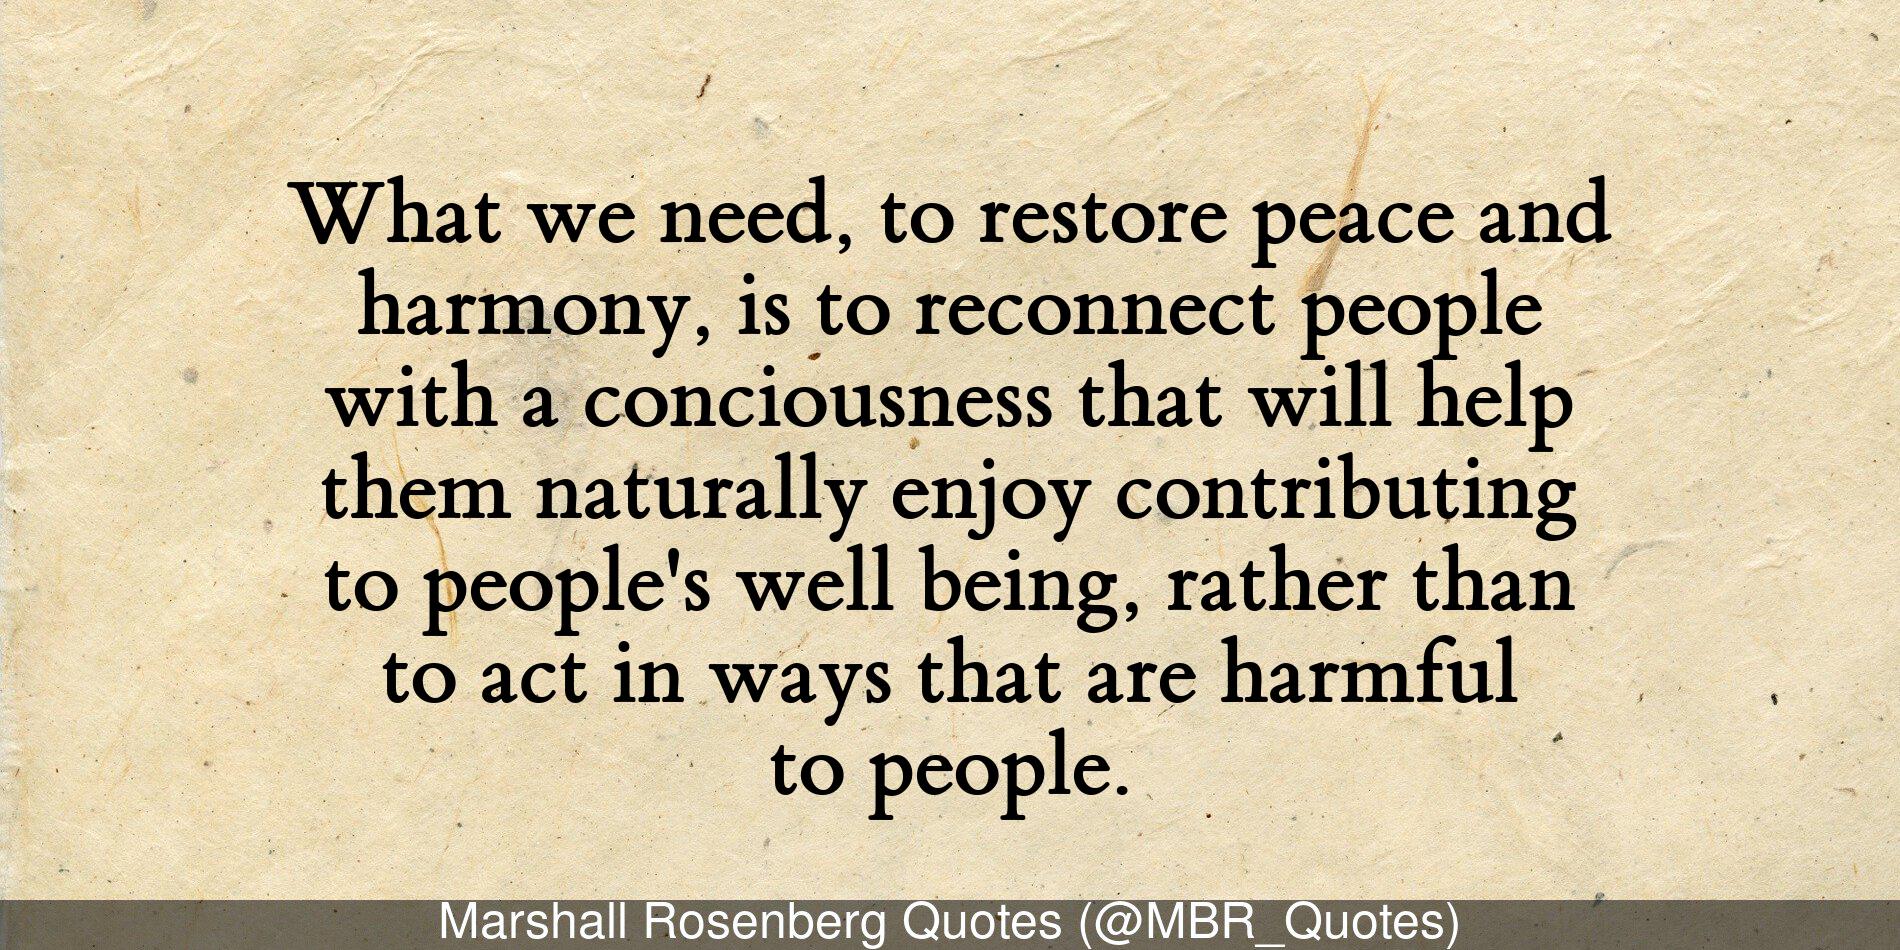 What we need, to restore peace and
harmony, is to reconnect people
with a conciousness that will help
them naturally enjoy contributing
to people's well being, rather than
to act in ways that are harmful
to people.
Marshall Rosenberg Quotes (@MBR_Quotes)